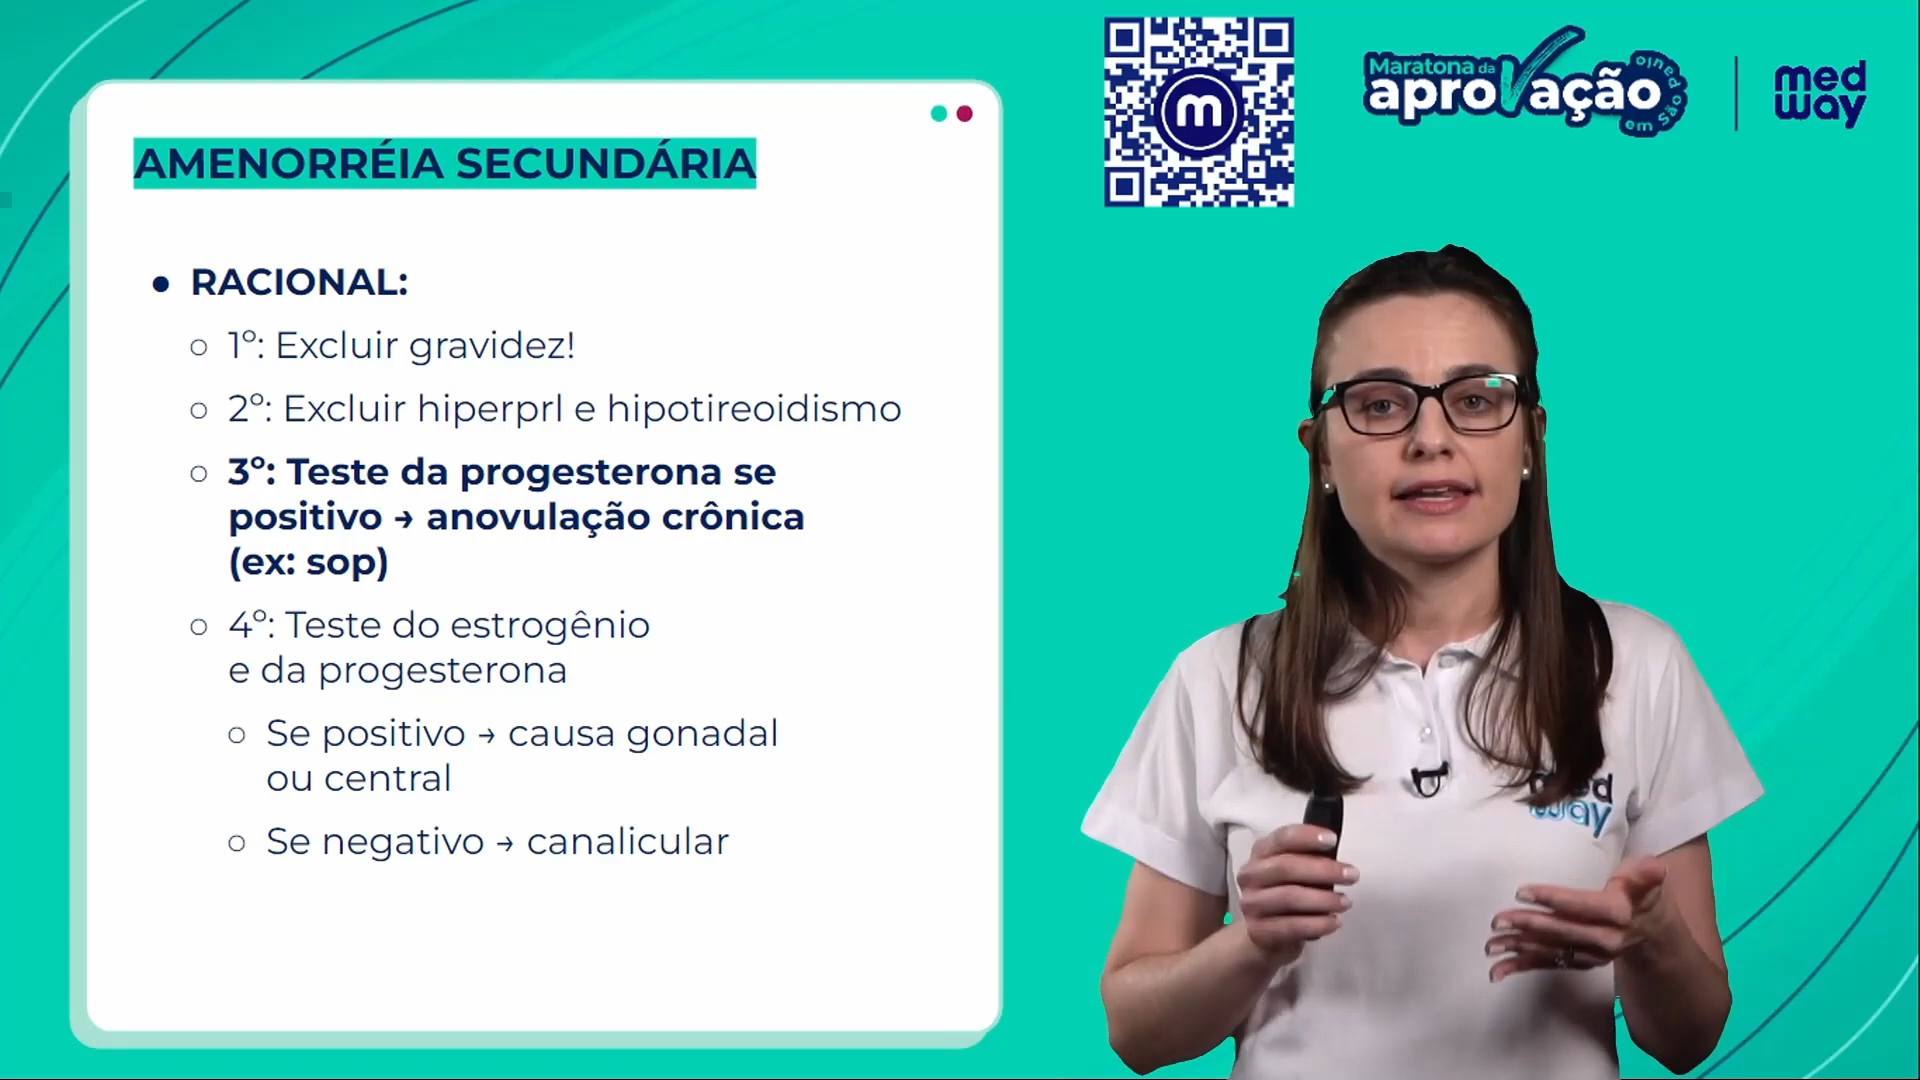 Maratona da
aproVação
em São Paulo
med
way
m
AMENORRÉIA SECUNDÁRIA
● RACIONAL:
○ 1º: Excluir gravidez!
○ 2º: Excluir hiperprl e hipotireoidismo
○ 3º: Teste da progesterona se
positivo → anovulação crônica
(ex: sop)
○ 4º: Teste do estrogênio
e da progesterona
○ Se positivo → causa gonadal
ou central
○ Se negativo → canalicular
med
way